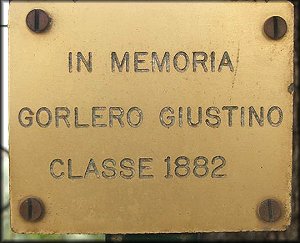 IN MEMORIA
GORLERO GIUSTINO
CLASSE 1882